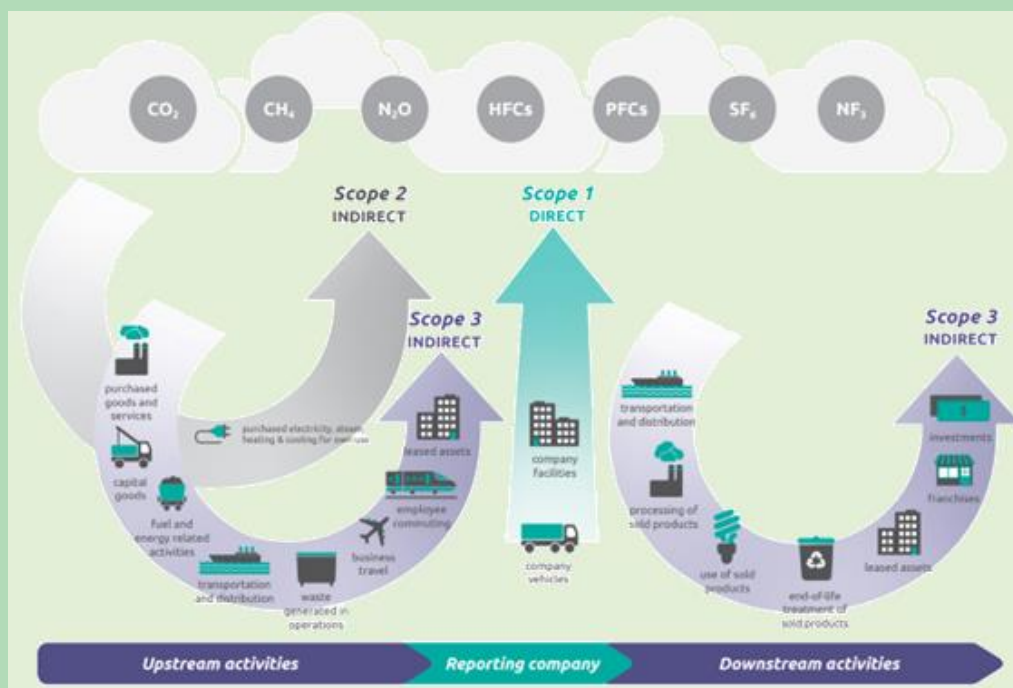 CO₂
CH₄
N₂O
HFCs
PFCs
SF₆
NF₃
Scope 2
INDIRECT
Scope 1
DIRECT
Scope 3
INDIRECT
Scope 3
INDIRECT
purchased
goods and
services
capital
goods
fuel and
energy related
activities
transportation
and distribution
waste
generated in
operations
business
travel
employee
commuting
leased assets
purchased electricity, steam,
heating & cooling for own use
company
facilities
company
vehicles
transportation
and distribution
processing of
sold products
use of sold
products
end-of-life
treatment of
sold products
leased assets
franchises
investments
Upstream activities
Reporting company
Downstream activities